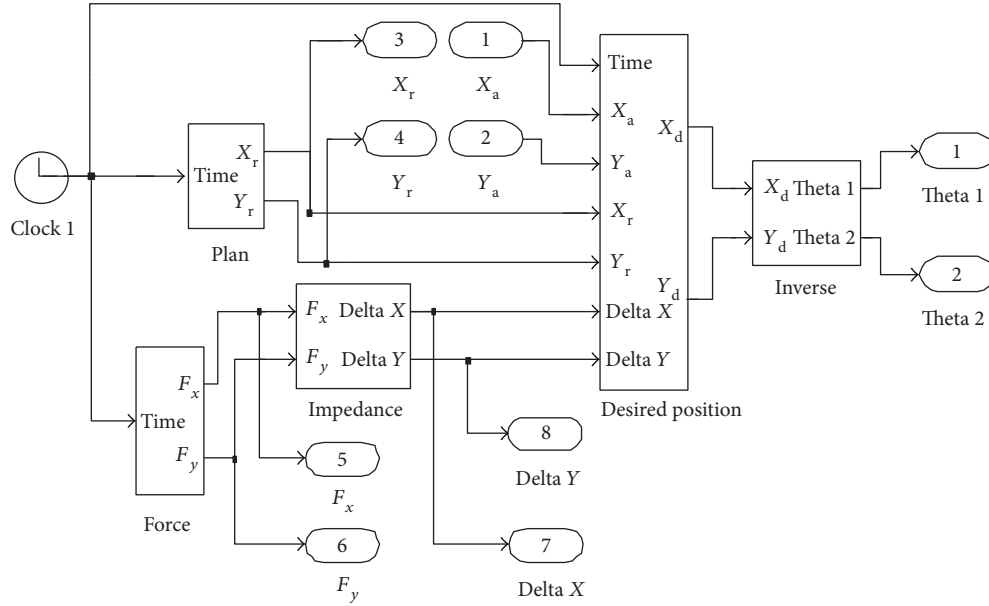 3
1
X_r
X_a
4
2
Y_r
Y_a
Clock 1
Time
X_r
Y_r
Plan
Time
X_a
Y_a
X_r
Y_r
Delta X
Delta Y
X_d
Y_d
Desired position
X_d Theta 1
Y_d Theta 2
Inverse
1
Theta 1
2
Theta 2
F_x Delta X
F_y Delta Y
Impedance
Time
F_x
F_y
Force
5
F_x
6
F_y
8
Delta Y
7
Delta X